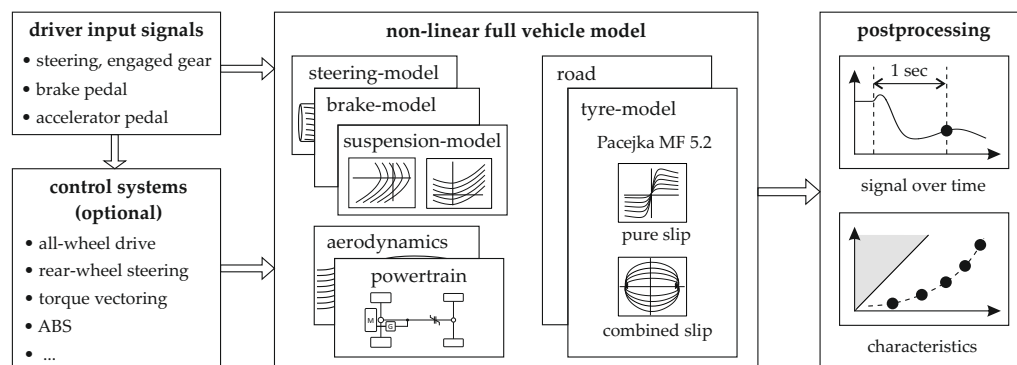 driver input signals
• steering, engaged gear
• brake pedal
• accelerator pedal
control systems
(optional)
• all-wheel drive
• rear-wheel steering
• torque vectoring
• ABS
• ...
non-linear full vehicle model
steering-model
brake-model
suspension-model
aerodynamics
powertrain
M
G
road
tyre-model
Pacejka MF 5.2
pure slip
combined slip
postprocessing
1 sec
signal over time
characteristics